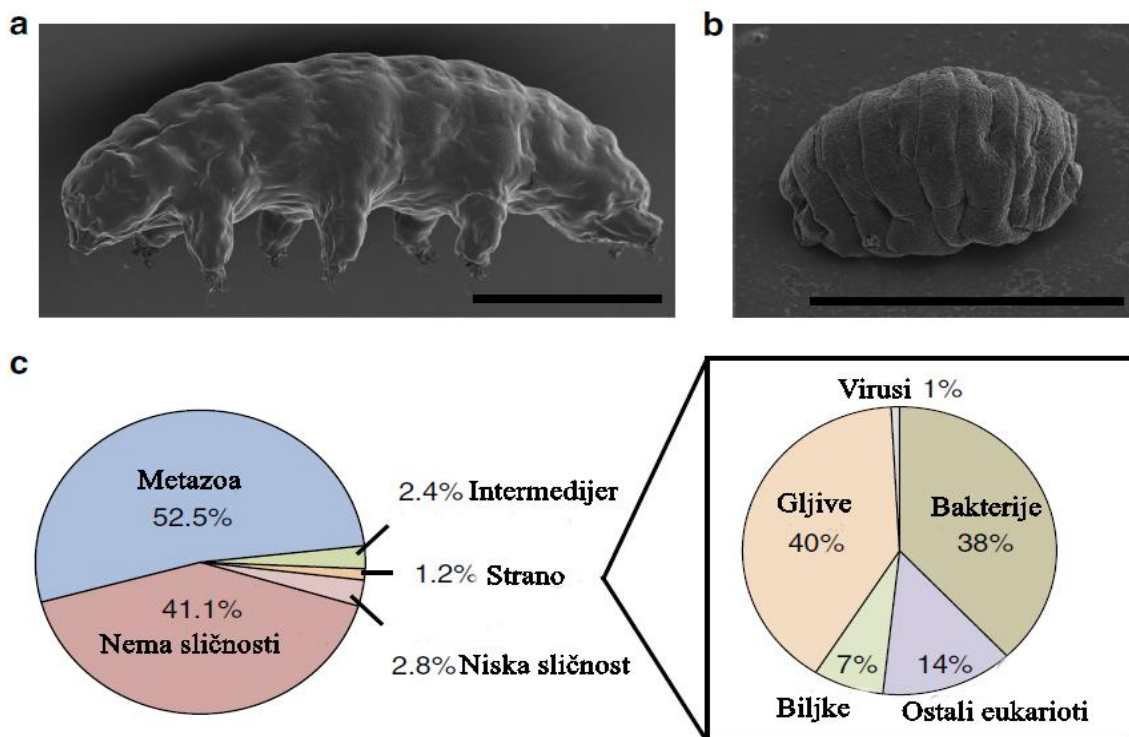 a
b
c
Metazoa
52.5%
41.1%
Nema sličnosti
2.4% Intermedijer
1.2% Strano
2.8% Niska sličnost
Virusi 1%
Gljive
40%
Bakterije
38%
7%
14%
Biljke
Ostali eukarioti